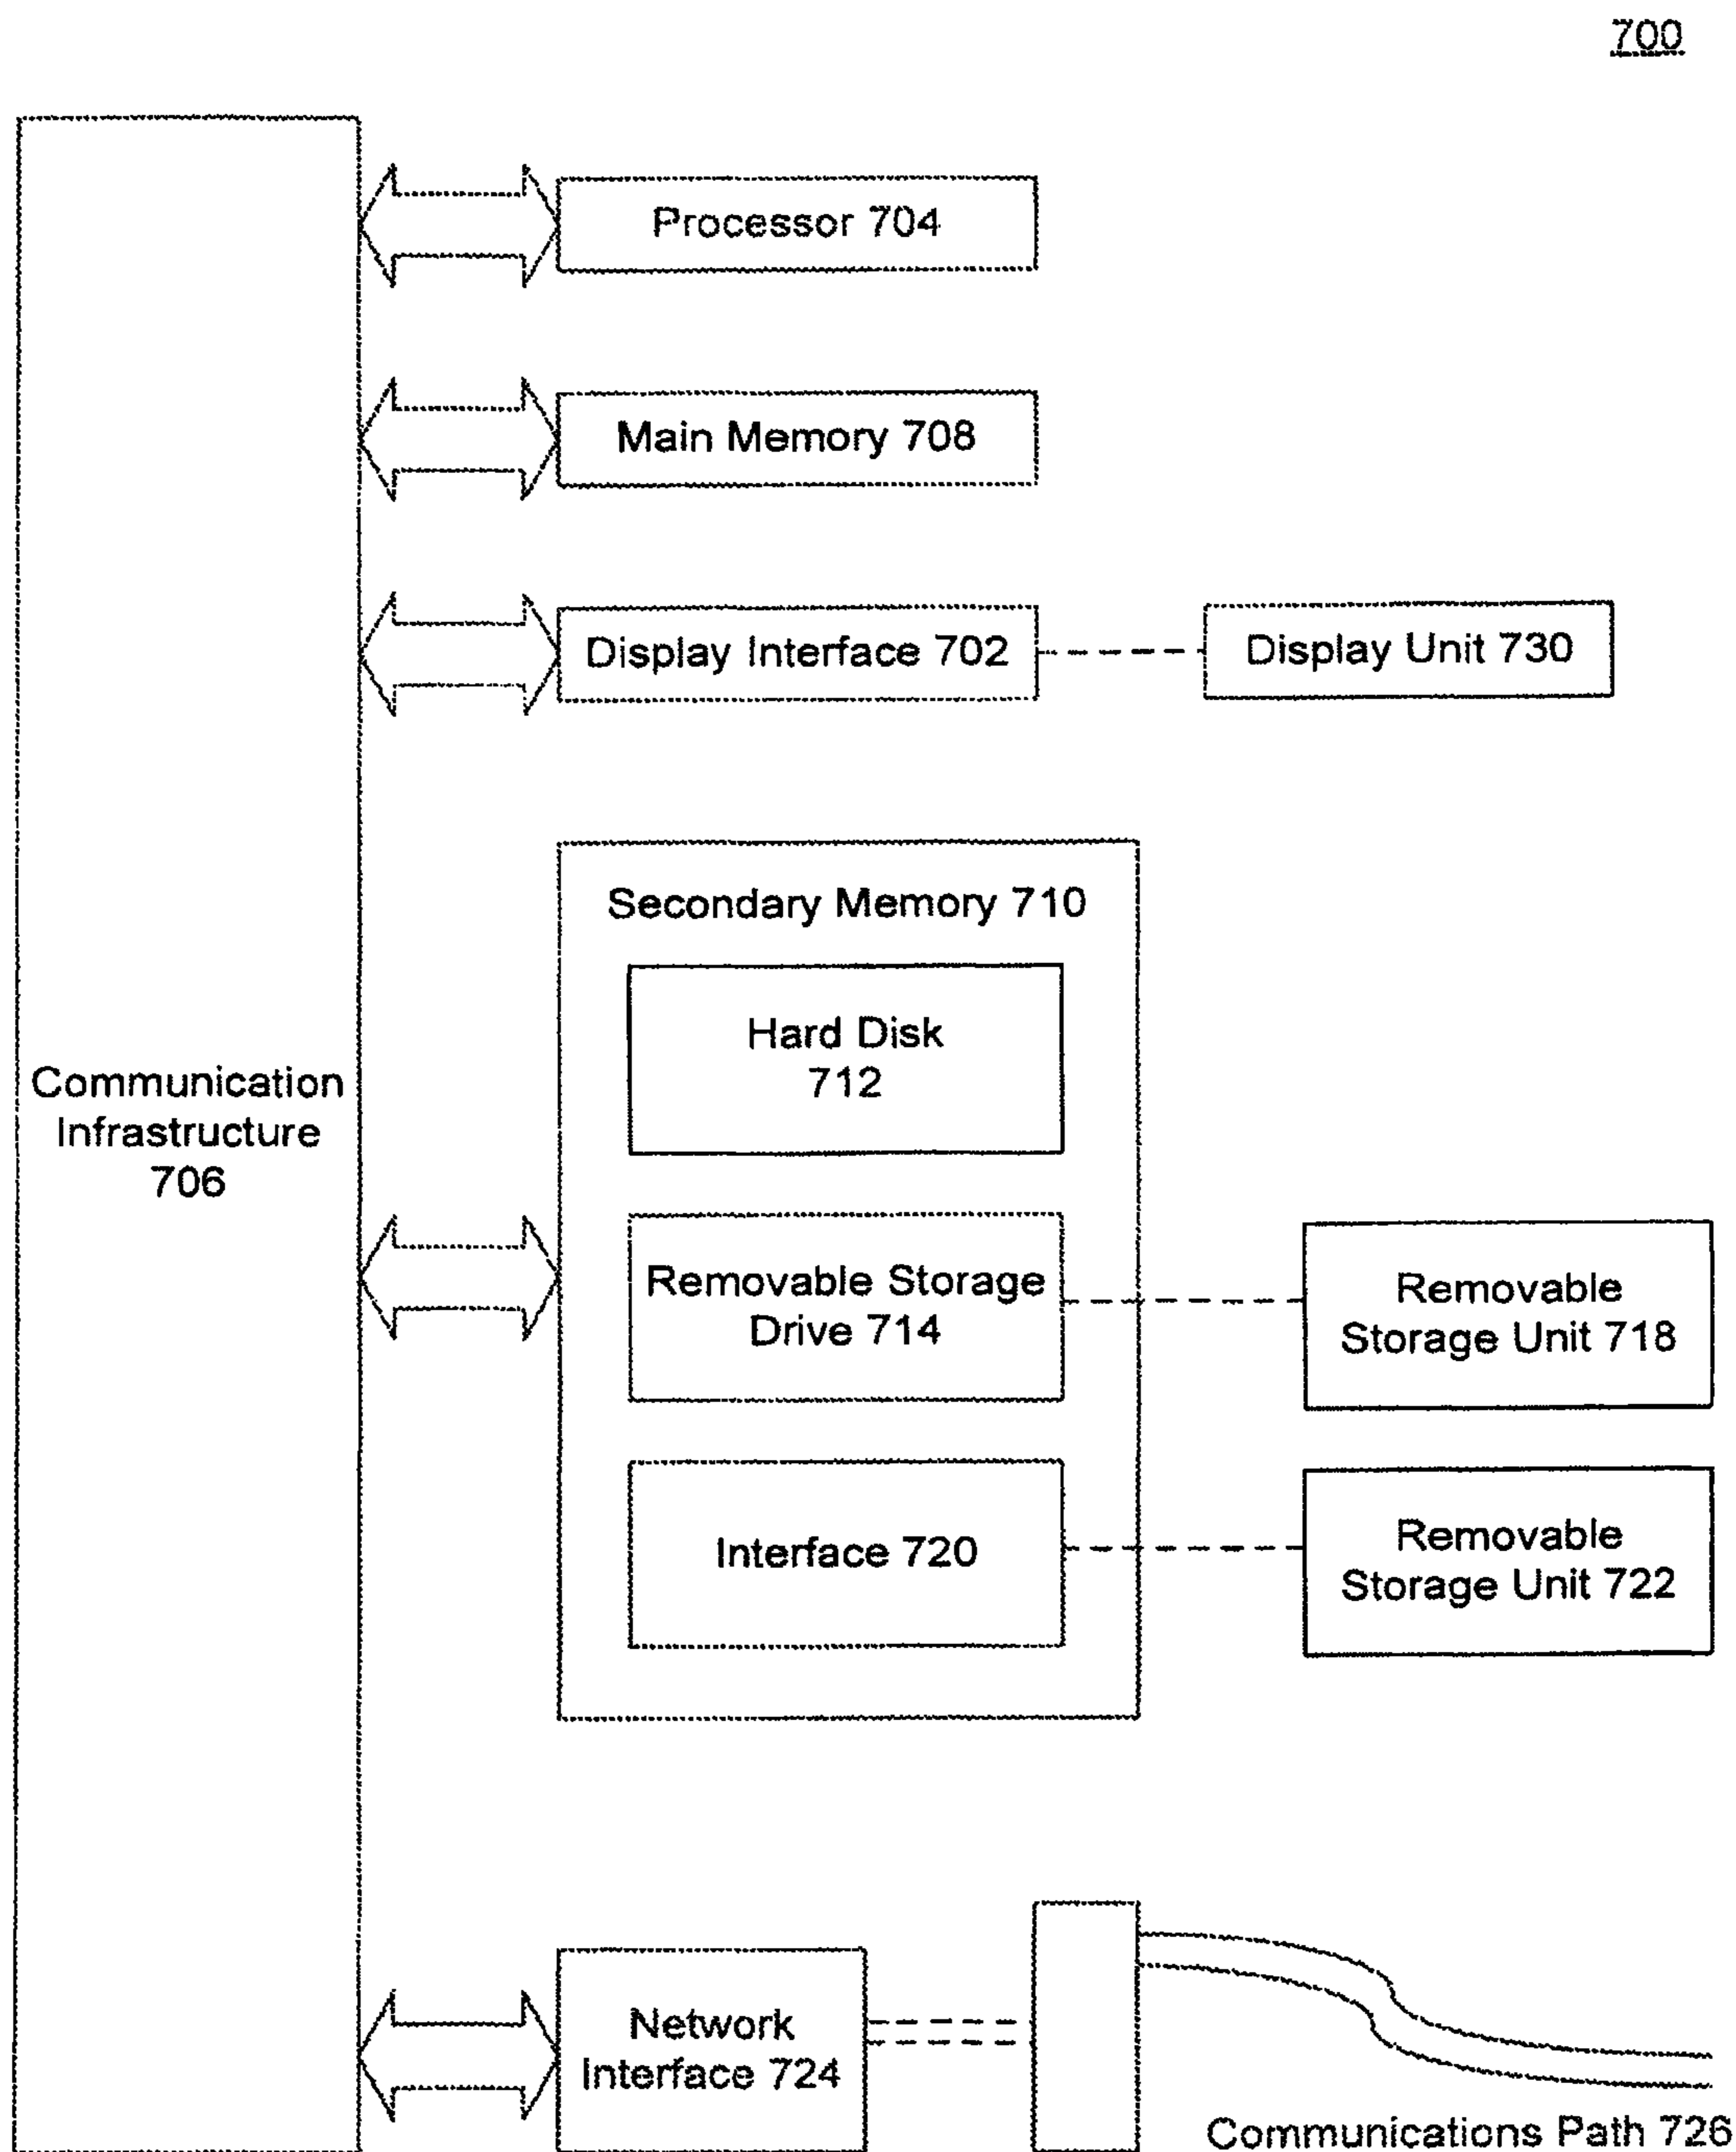 700
Processor 704
Main Memory 708
Display Interface 702
Display Unit 730
Secondary Memory 710
Hard Disk
712
Communication
Infrastructure
706
Removable Storage
Drive 714
Removable
Storage Unit 718
Interface 720
Removable
Storage Unit 722
Network
Interface 724
Communications Path 726